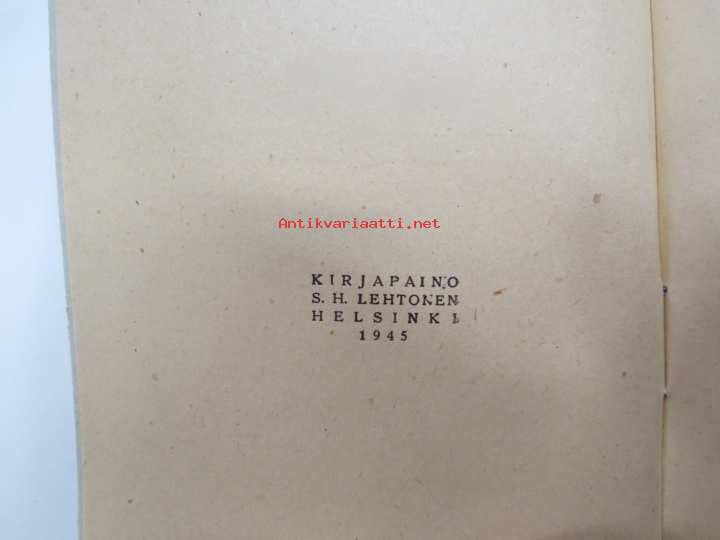 Antikvariaatti.net
KIRJAPAINO
S. H. LEHTONEN
HELSINKI
1945